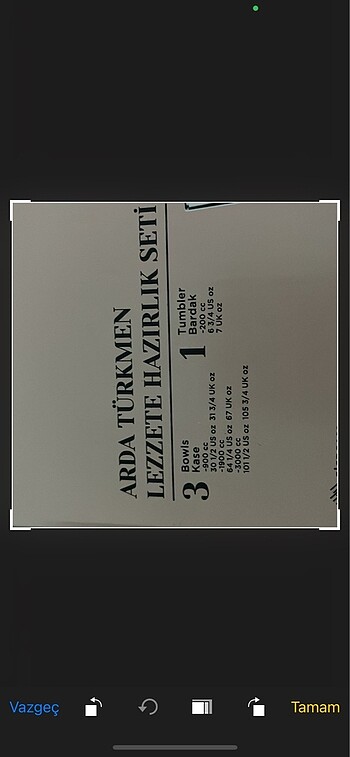 ARDA TÜRKMEN
LEZZETE HAZIRLIK SETİ
3 Bowls
Kase
-900 cc
30 1/2 US oz 31 3/4 UK oz
-1900 cc
64 1/4 US oz 67 UK oz
-3000 cc
101 1/2 US oz 105 3/4 UK oz
1 Tumbler
Bardak
-200 cc
6 3/4 US oz
7 UK oz
Vazgeç
Tamam